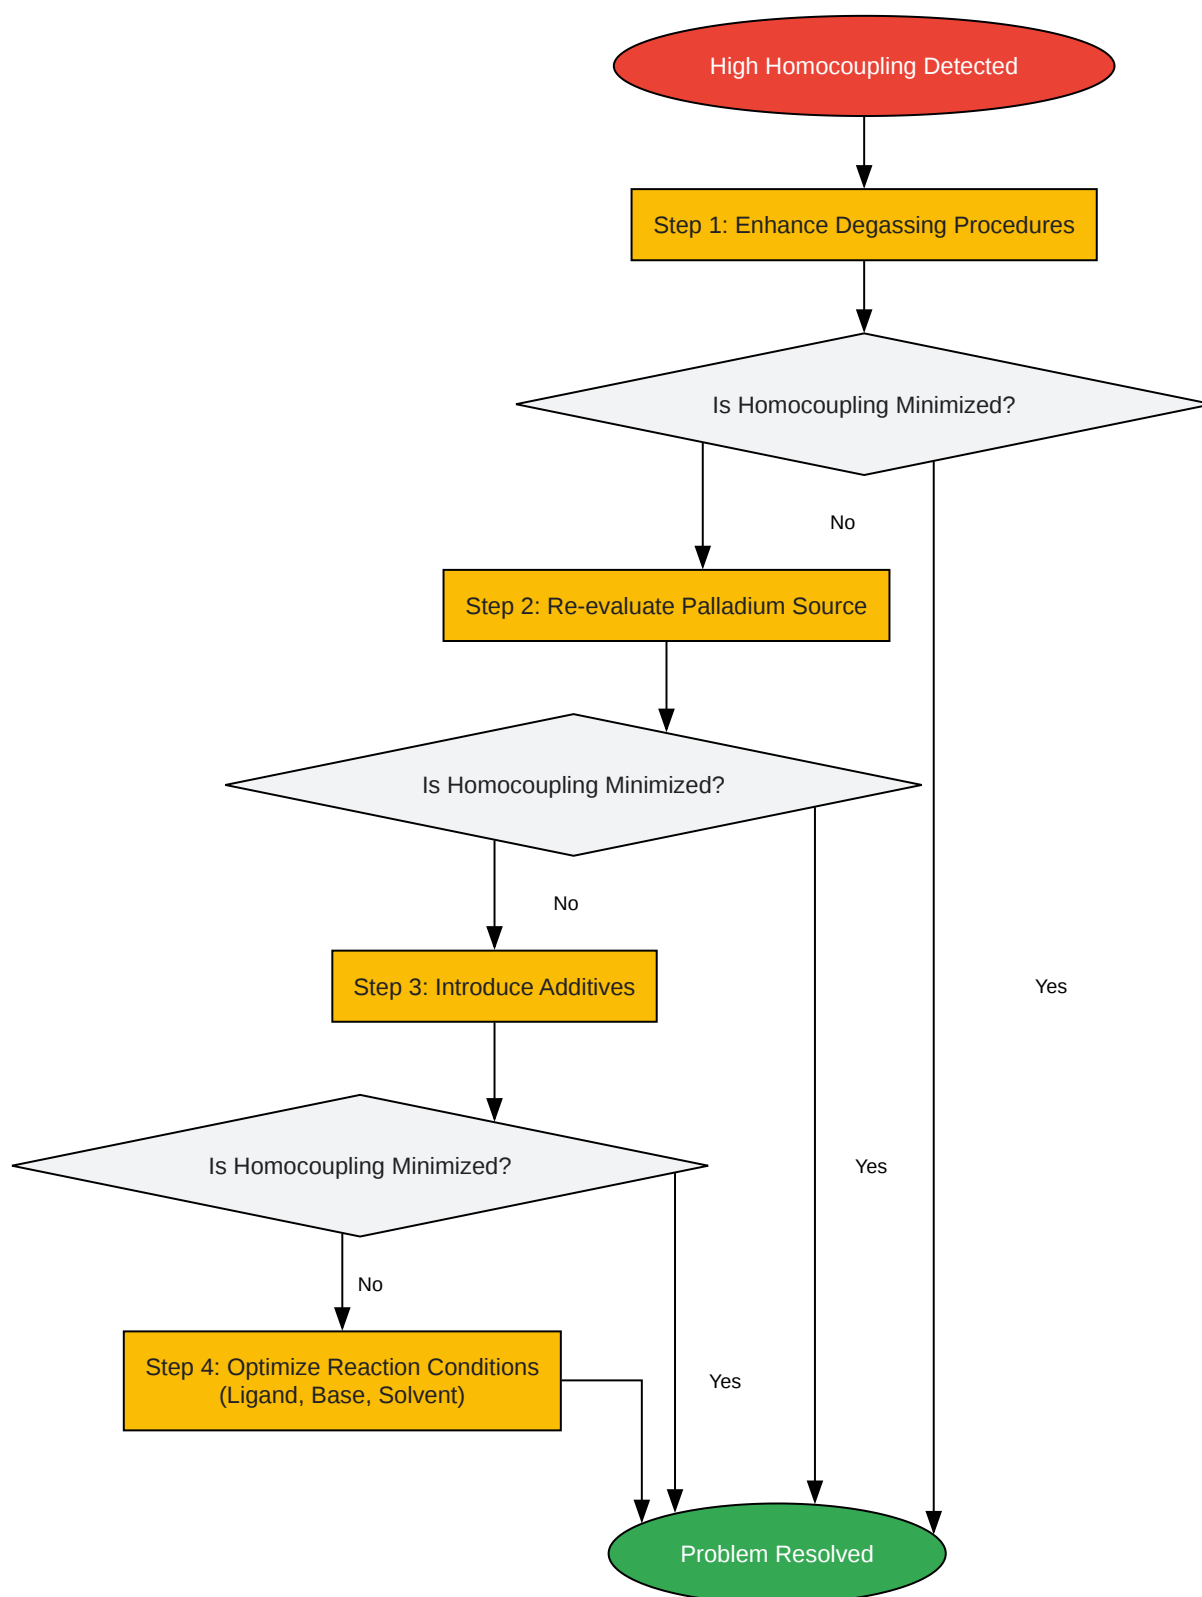 High Homocoupling Detected
Step 1: Enhance Degassing Procedures
Is Homocoupling Minimized?
No
Step 2: Re-evaluate Palladium Source
Is Homocoupling Minimized?
No
Step 3: Introduce Additives
Yes
Is Homocoupling Minimized?
Yes
No
Step 4: Optimize Reaction Conditions
(Ligand, Base, Solvent)
Yes
Problem Resolved